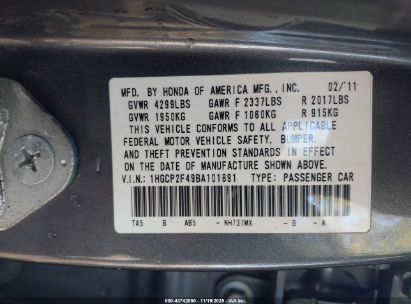 MFD. BY HONDA OF AMERICA MFG., INC. 02/11
GVWR 4299LBS GAWR F 2337LBS R 2017LBS
GVWR 1950KG GAWR F 1060KG R 915KG
THIS VEHICLE CONFORMS TO ALL APPLICABLE
FEDERAL MOTOR VEHICLE SAFETY, BUMPER,
AND THEFT PREVENTION STANDARDS IN EFFECT
ON THE DATE OF MANUFACTURE SHOWN ABOVE.
V.I.N.: 1HGCP2F49BA101891 TYPE: PASSENGER CAR
TA5 B AB5 - NH737MX - B - A